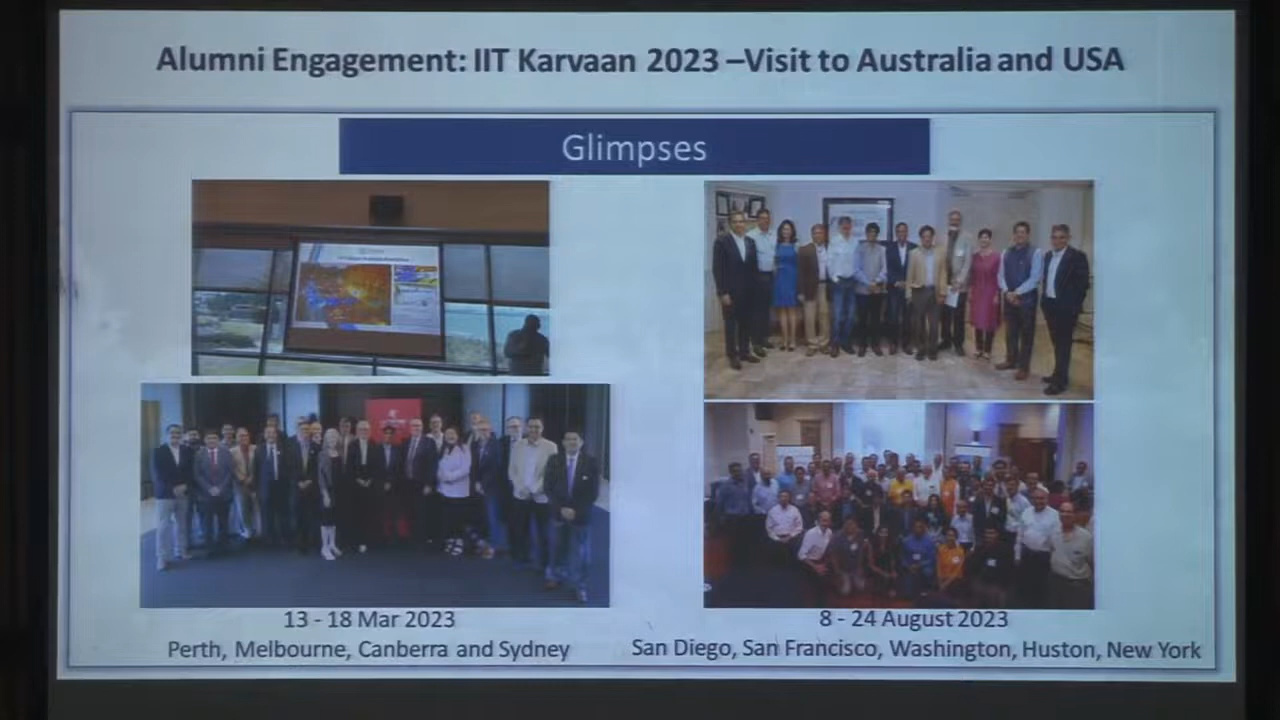 Alumni Engagement: IIT Karvaan 2023 –Visit to Australia and USA
Glimpses
13 - 18 Mar 2023
Perth, Melbourne, Canberra and Sydney
8 - 24 August 2023
San Diego, San Francisco, Washington, Huston, New York